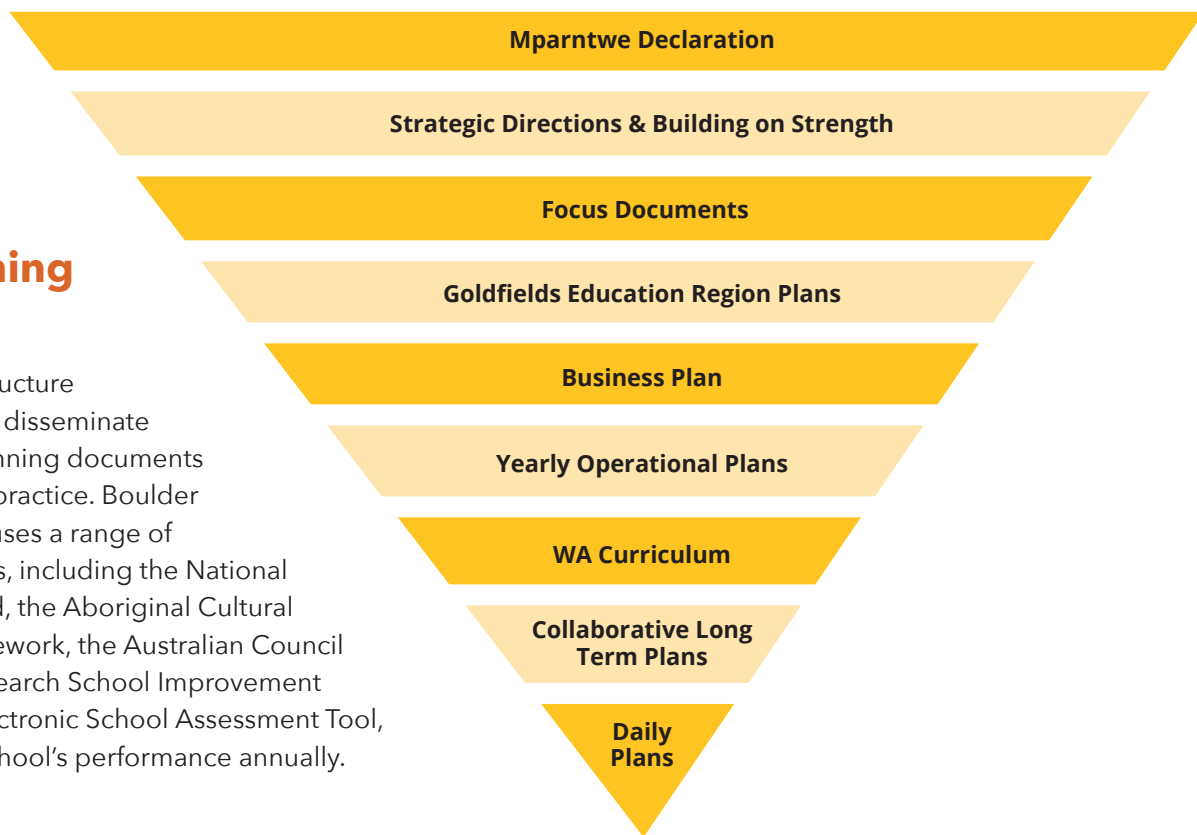 ning
ucture
disseminate
nning documents
practice. Boulder
uses a range of
s, including the National
d, the Aboriginal Cultural
ework, the Australian Council
earch School Improvement
ctronic School Assessment Tool,
chool's performance annually.
Mparntwe Declaration
Strategic Directions & Building on Strength
Focus Documents
Goldfields Education Region Plans
Business Plan
Yearly Operational Plans
WA Curriculum
Collaborative Long
Term Plans
Daily
Plans